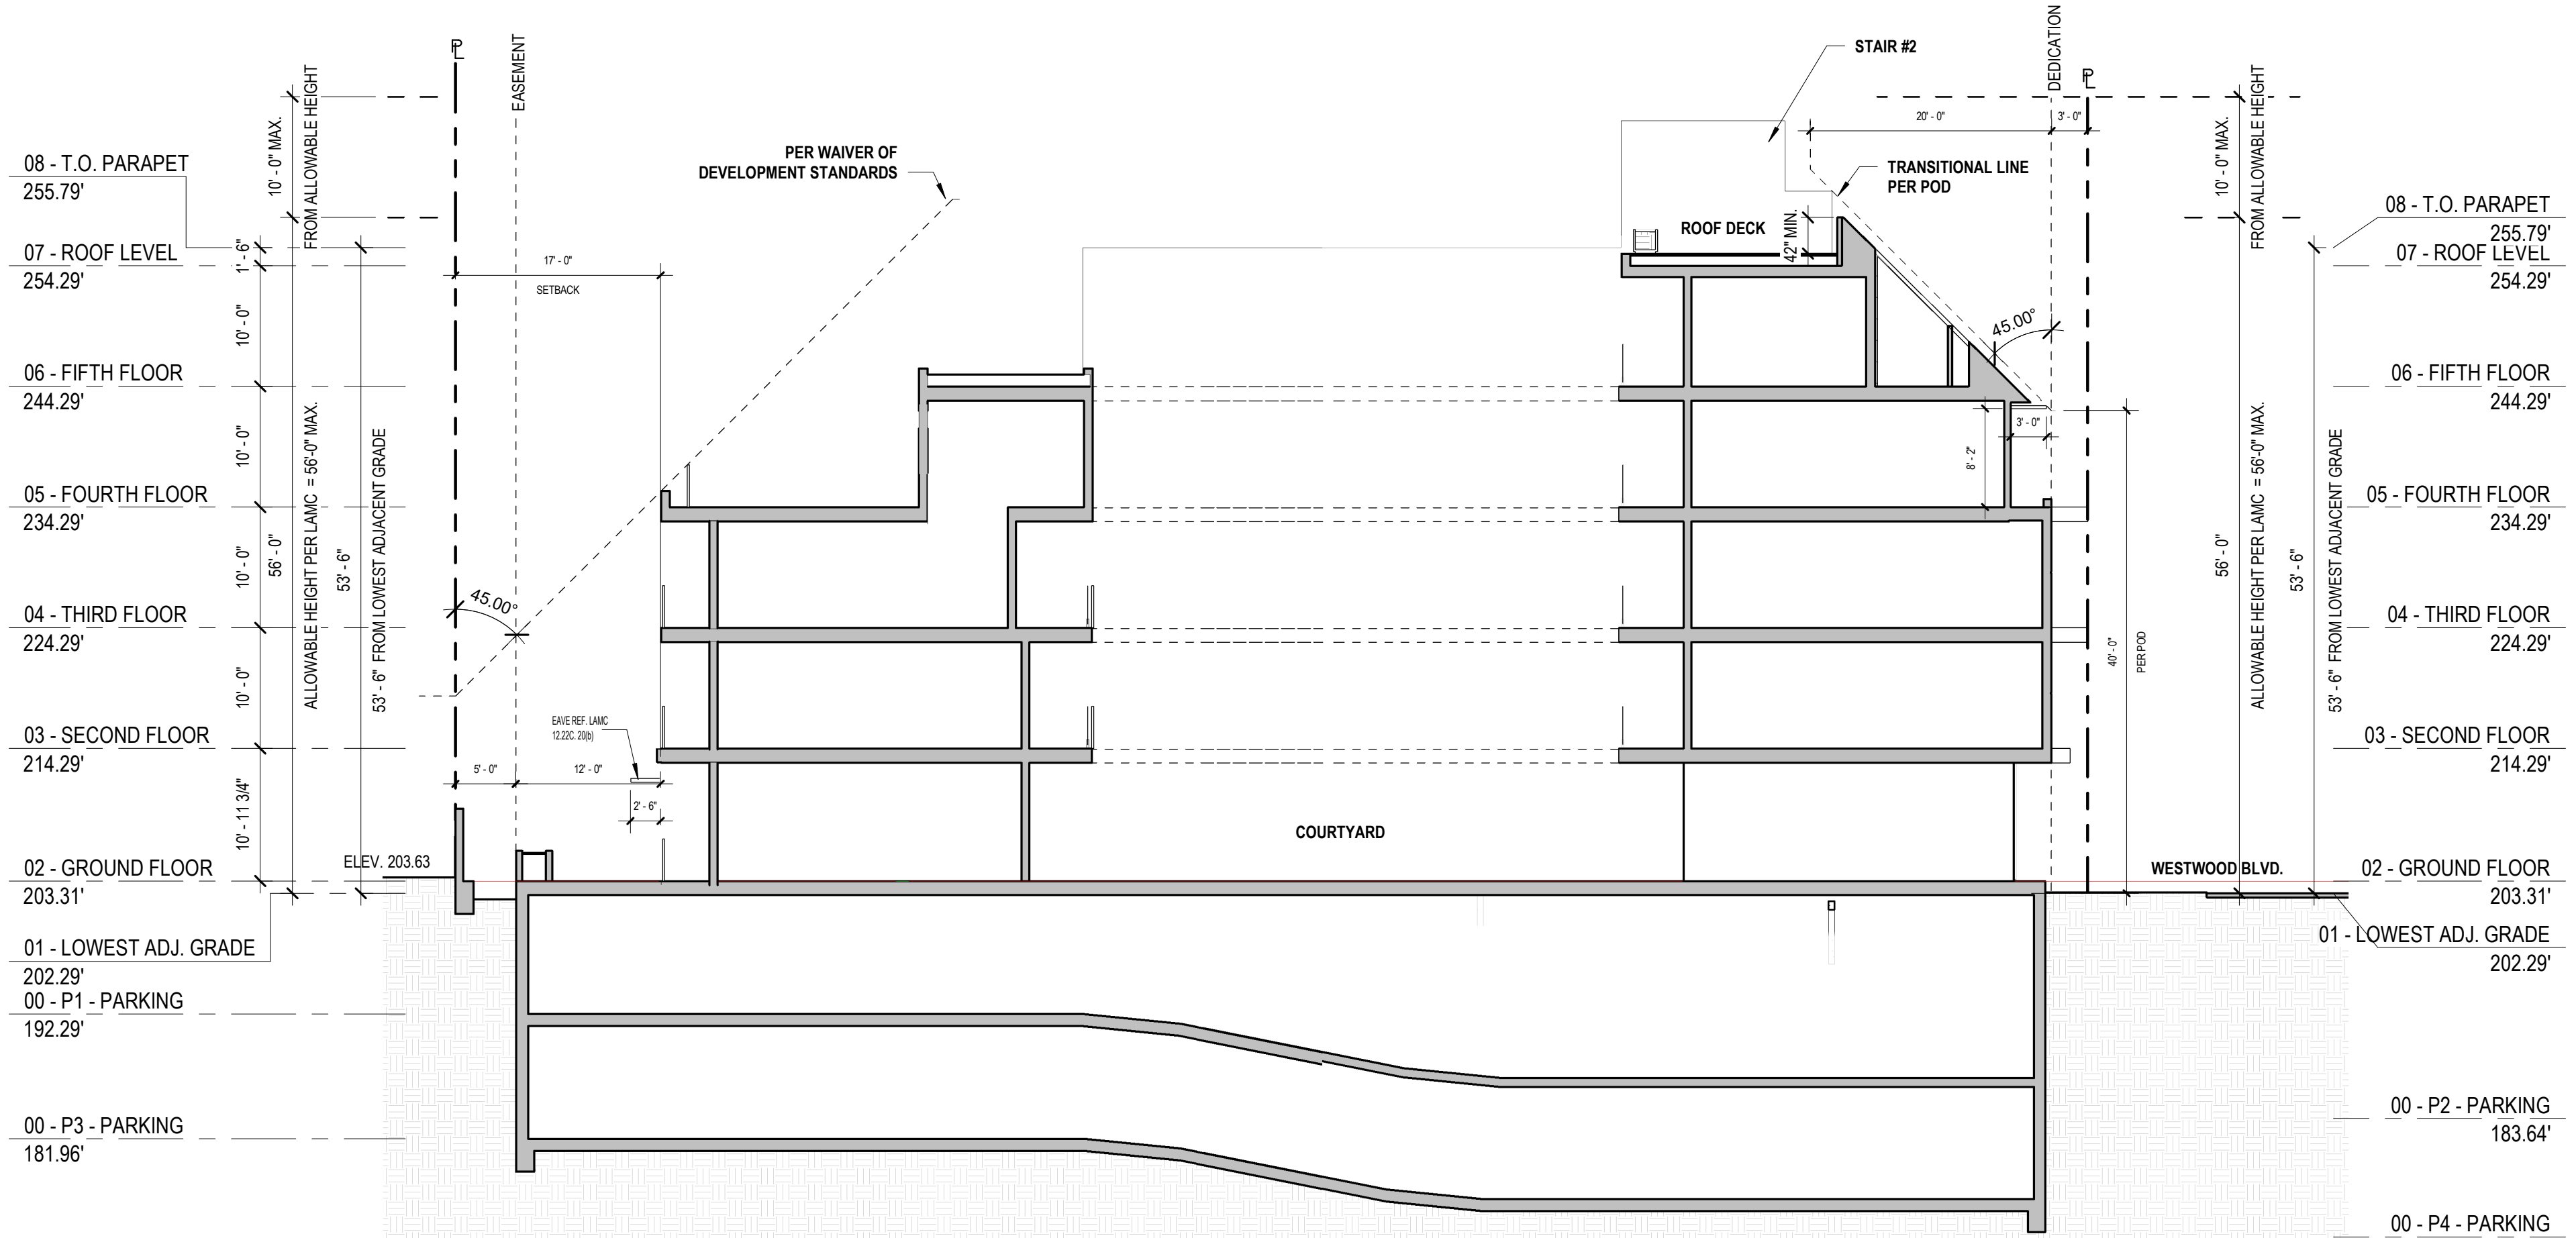 08 - T.O. PARAPET
255.79'
07 - ROOF LEVEL
254.29'
06 - FIFTH FLOOR
244.29'
05 - FOURTH FLOOR
234.29'
04 - THIRD FLOOR
224.29'
03 - SECOND FLOOR
214.29'
02 - GROUND FLOOR
203.31'
01 - LOWEST ADJ. GRADE
202.29'
00 - P1 - PARKING
192.29'
00 - P3 - PARKING
181.96'
1' - 6"
10' - 0"
10' - 0"
10' - 0"
10' - 0"
10' - 11 3/4"
10' - 0" MAX.
FROM ALLOWABLE HEIGHT
56' - 0"
ALLOWABLE HEIGHT PER LAMC = 56'-0" MAX.
53' - 6"
53' - 6" FROM LOWEST ADJACENT GRADE
ELEV. 203.63
PL
EASEMENT
17' - 0"
SETBACK
45.00°
5' - 0"
12' - 0"
EAVE REF. LAMC
12.22C. 20(b)
2' - 6"
PER WAIVER OF
DEVELOPMENT STANDARDS
COURTYARD
STAIR #2
TRANSITIONAL LINE
PER POD
ROOF DECK
42" MIN.
20' - 0"
3' - 0"
DEDICATION
PL
45.00°
3' - 0"
8' - 2"
40' - 0"
PER POD
WESTWOOD BLVD.
10' - 0" MAX.
FROM ALLOWABLE HEIGHT
56' - 0"
ALLOWABLE HEIGHT PER LAMC = 56'-0" MAX.
53' - 6"
53' - 6" FROM LOWEST ADJACENT GRADE
08 - T.O. PARAPET
255.79'
07 - ROOF LEVEL
254.29'
06 - FIFTH FLOOR
244.29'
05 - FOURTH FLOOR
234.29'
04 - THIRD FLOOR
224.29'
03 - SECOND FLOOR
214.29'
02 - GROUND FLOOR
203.31'
01 - LOWEST ADJ. GRADE
202.29'
00 - P2 - PARKING
183.64'
00 - P4 - PARKING